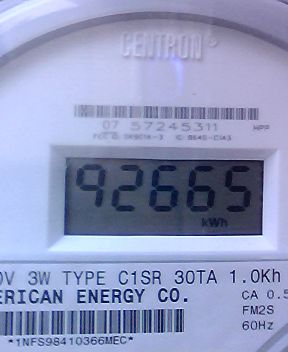 CENTRON®
07 57245311 HPP
92665
kWh
0V 3W TYPE C1SR 30TA 1.0Kh
ERICAN ENERGY CO. CA 0.5
FM2S
60Hz
*1NFS98410366MEC*